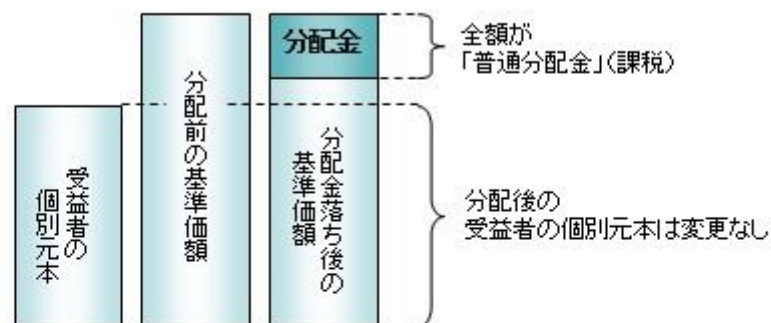 受益者の
個別元本
分配前の基準価額
分配金
分配金落ち後の
基準価額
全額が
「普通分配金」(課税)
分配後の
受益者の個別元本は変更なし